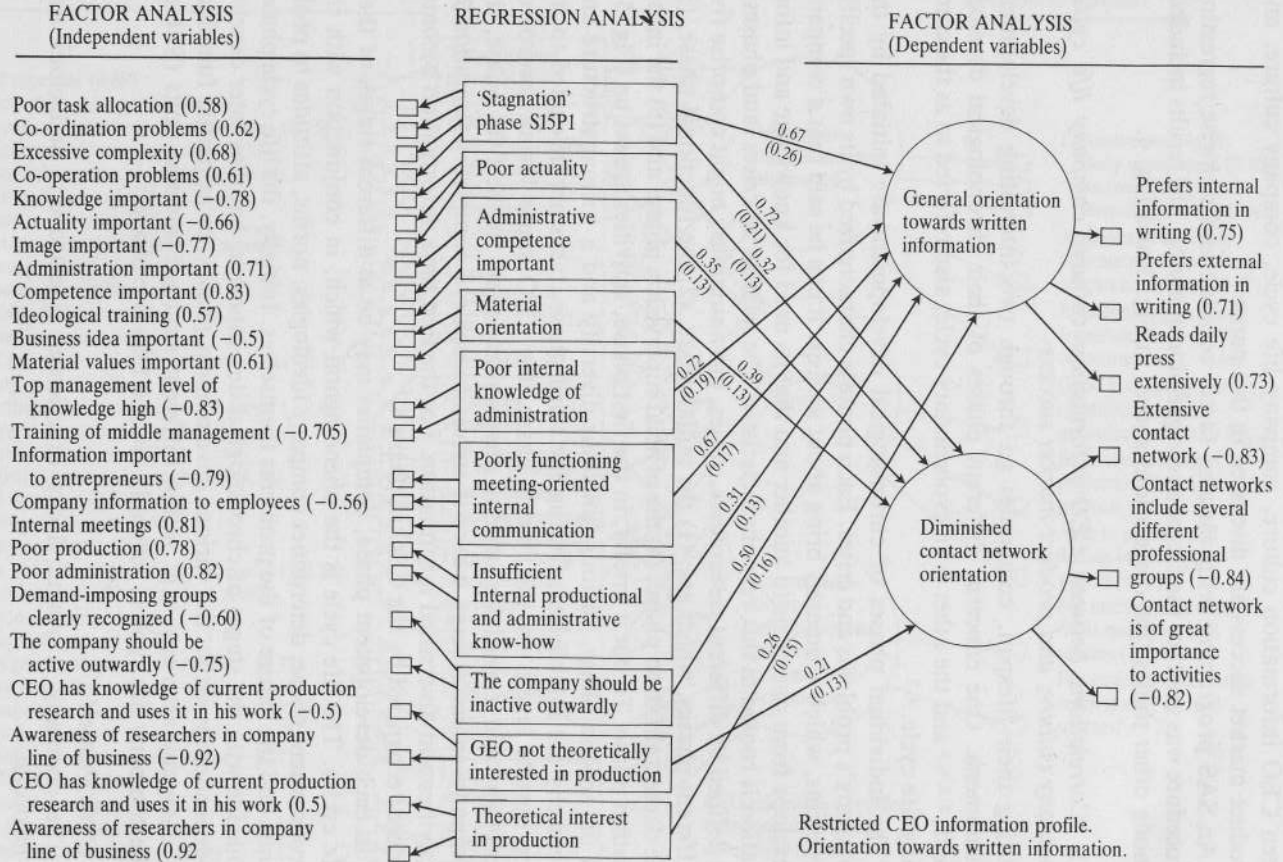 FACTOR ANALYSIS
(Independent variables)
Poor task allocation (0.58)
Co-ordination problems (0.62)
Excessive complexity (0.68)
Co-operation problems (0.61)
Knowledge important (−0.78)
Actuality important (−0.66)
Image important (−0.77)
Administration important (0.71)
Competence important (0.83)
Ideological training (0.57)
Business idea important (−0.5)
Material values important (0.61)
Top management level of
knowledge high (−0.83)
Training of middle management (−0.705)
Information important
to entrepreneurs (−0.79)
Company information to employees (−0.56)
Internal meetings (0.81)
Poor production (0.78)
Poor administration (0.82)
Demand-imposing groups
clearly recognized (−0.60)
The company should be
active outwardly (−0.75)
CEO has knowledge of current production
research and uses it in his work (−0.5)
Awareness of researchers in company
line of business (−0.92)
CEO has knowledge of current production
research and uses it in his work (0.5)
Awareness of researchers in company
line of business (0.92
REGRESSION ANALYSIS
'Stagnation'
phase S15P1
Poor actuality
Administrative
competence
important
Material
orientation
Poor internal
knowledge of
administration
Poorly functioning
meeting-oriented
internal
communication
Insufficient
Internal productional
and administrative
know-how
The company should be
inactive outwardly
GEO not theoretically
interested in production
Theoretical interest
in production
0.67
(0.26)
0.72
(0.21)
0.32
(0.13)
0.35
(0.13)
0.39
(0.13)
0.72
(0.19)
0.67
(0.17)
0.31
(0.13)
0.50
(0.16)
0.26
(0.15)
0.21
(0.13)
FACTOR ANALYSIS
(Dependent variables)
General orientation
towards written
information
Diminished
contact network
orientation
Prefers internal
information in
writing (0.75)
Prefers external
information in
writing (0.71)
Reads daily
press
extensively (0.73)
Extensive
contact
network (−0.83)
Contact networks
include several
different
professional
groups (−0.84)
Contact network
is of great
importance
to activities
(−0.82)
Restricted CEO information profile.
Orientation towards written information.